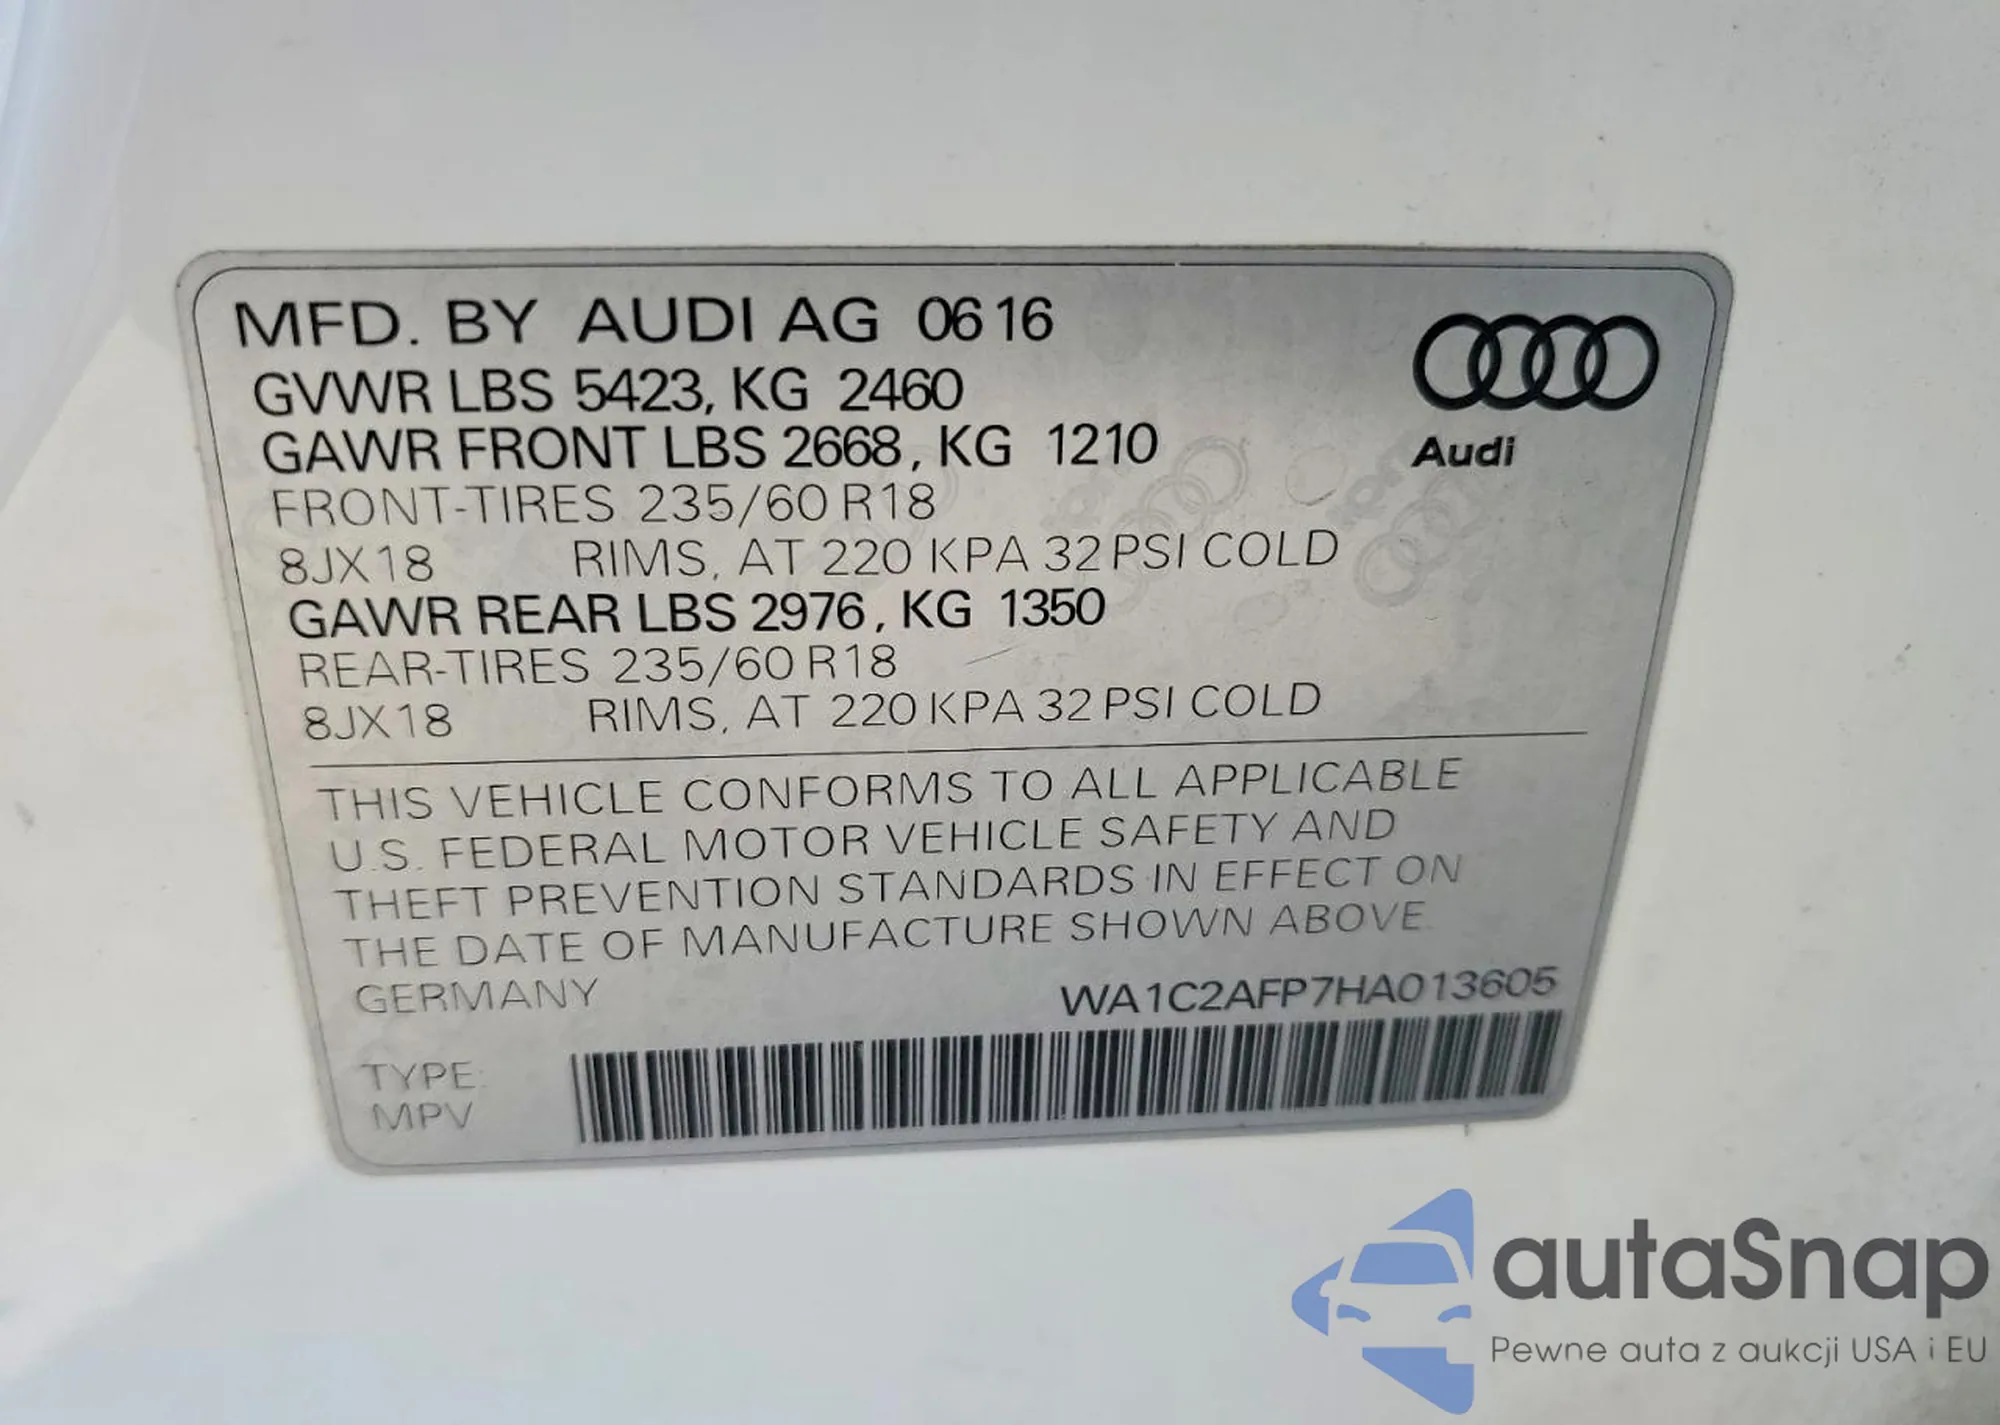 MFD. BY AUDI AG 06 16
GVWR LBS 5423, KG 2460
GAWR FRONT LBS 2668, KG 1210
FRONT-TIRES 235/60 R18
8JX18 RIMS, AT 220 KPA 32 PSI COLD
GAWR REAR LBS 2976, KG 1350
REAR-TIRES 235/60 R18
8JX18 RIMS, AT 220 KPA 32 PSI COLD
Audi
THIS VEHICLE CONFORMS TO ALL APPLICABLE
U.S. FEDERAL MOTOR VEHICLE SAFETY AND
THEFT PREVENTION STANDARDS IN EFFECT ON
THE DATE OF MANUFACTURE SHOWN ABOVE.
GERMANY WA1C2AFP7HA013605
TYPE:
MPV
autaSnap
Pewne auta z aukcji USA i EU